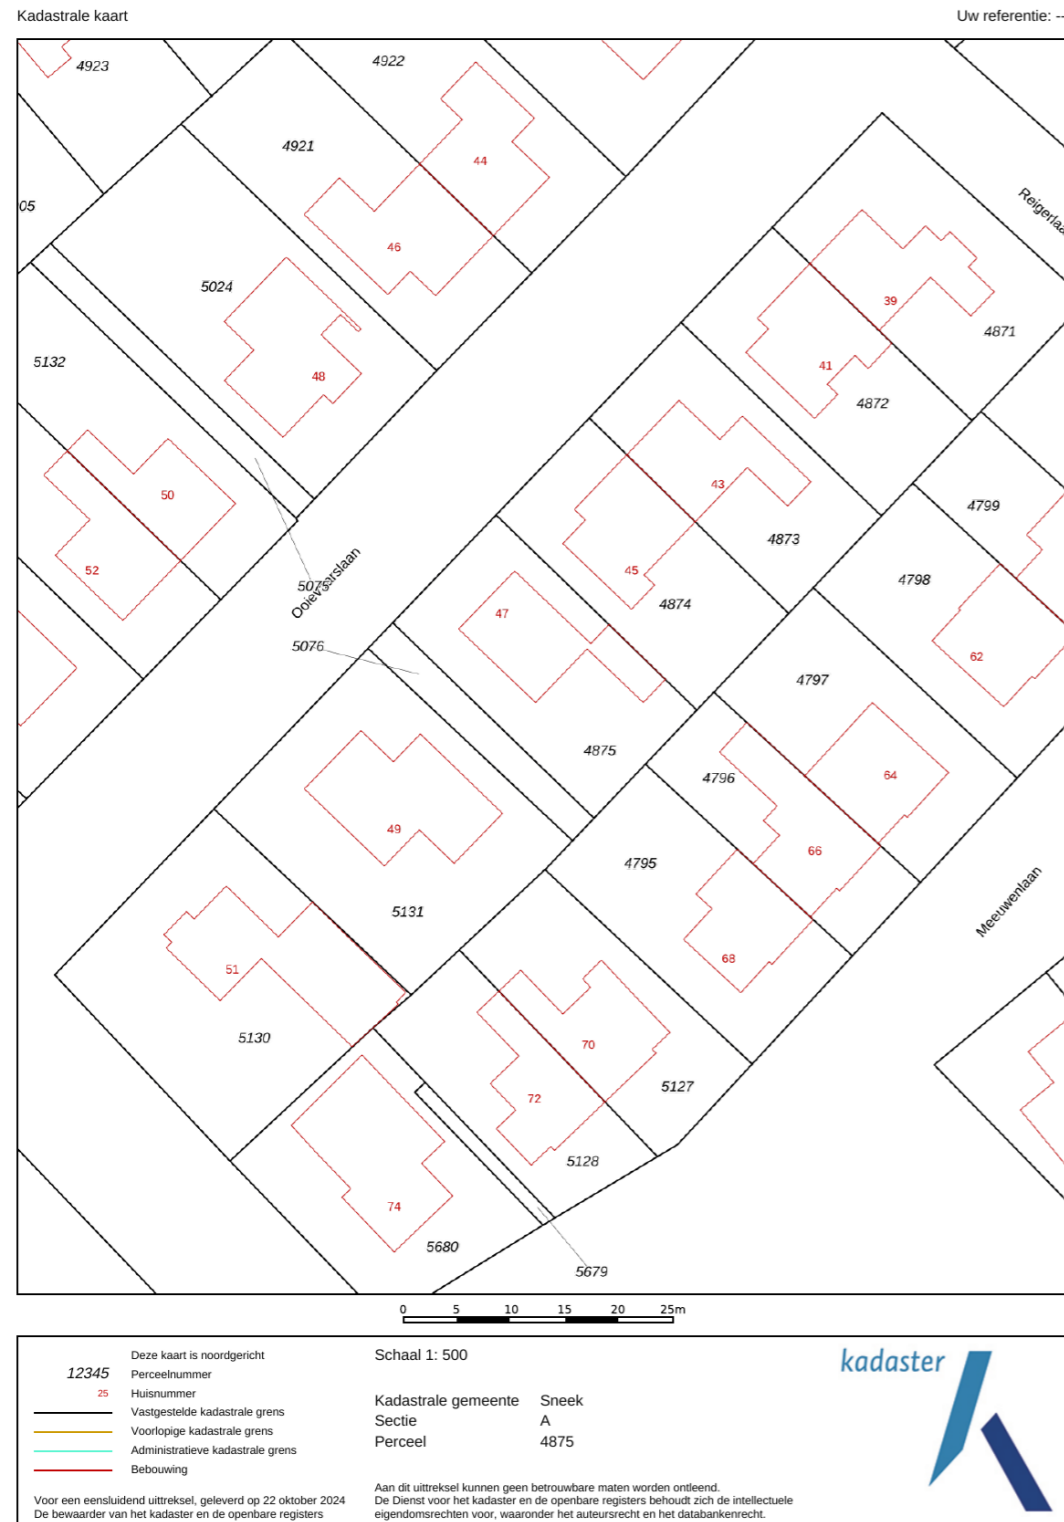 Kadastrale kaart
Uw referentie: --
4923
4922
4921
44
05
46
Reigerlaa
5024
39
4871
5132
48
41
4872
50
43
4799
52
5075
Ooievaarslaan
45
4873
4798
4874
47
62
5076
4797
4875
4796
64
49
66
4795
5131
Meeuwenlaan
51
68
5130
70
5127
72
5128
74
5680
5679
0 5 10 15 20 25m
Deze kaart is noordgericht
12345 Perceelnummer
25 Huisnummer
Vastgestelde kadastrale grens
Voorlopige kadastrale grens
Administratieve kadastrale grens
Bebouwing
Voor een eensluidend uittreksel, geleverd op 22 oktober 2024
De bewaarder van het kadaster en de openbare registers
Schaal 1: 500
Kadastrale gemeente Sneek
Sectie A
Perceel 4875
Aan dit uittreksel kunnen geen betrouwbare maten worden ontleend.
De Dienst voor het kadaster en de openbare registers behoudt zich de intellectuele
eigendomsrechten voor, waaronder het auteursrecht en het databankenrecht.
kadaster